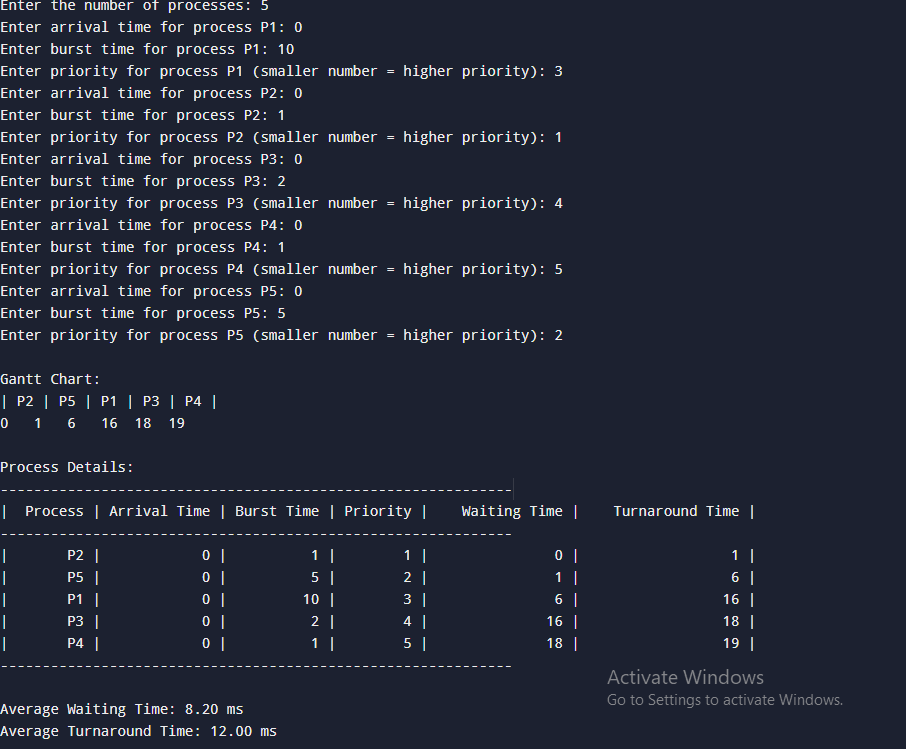 Enter the number of processes: 5
Enter arrival time for process P1: 0
Enter burst time for process P1: 10
Enter priority for process P1 (smaller number = higher priority): 3
Enter arrival time for process P2: 0
Enter burst time for process P2: 1
Enter priority for process P2 (smaller number = higher priority): 1
Enter arrival time for process P3: 0
Enter burst time for process P3: 2
Enter priority for process P3 (smaller number = higher priority): 4
Enter arrival time for process P4: 0
Enter burst time for process P4: 1
Enter priority for process P4 (smaller number = higher priority): 5
Enter arrival time for process P5: 0
Enter burst time for process P5: 5
Enter priority for process P5 (smaller number = higher priority): 2
Gantt Chart:
| P2 | P5 | P1 | P3 | P4 |
0   1   6   16  18  19
Process Details:
-------------------------------------------------------------
|  Process | Arrival Time | Burst Time | Priority |    Waiting Time |    Turnaround Time |
-------------------------------------------------------------
|       P2 |            0 |          1 |        1 |               0 |                  1 |
|       P5 |            0 |          5 |        2 |               1 |                  6 |
|       P1 |            0 |         10 |        3 |               6 |                 16 |
|       P3 |            0 |          2 |        4 |              16 |                 18 |
|       P4 |            0 |          1 |        5 |              18 |                 19 |
-------------------------------------------------------------
Activate Windows
Go to Settings to activate Windows.
Average Waiting Time: 8.20 ms
Average Turnaround Time: 12.00 ms